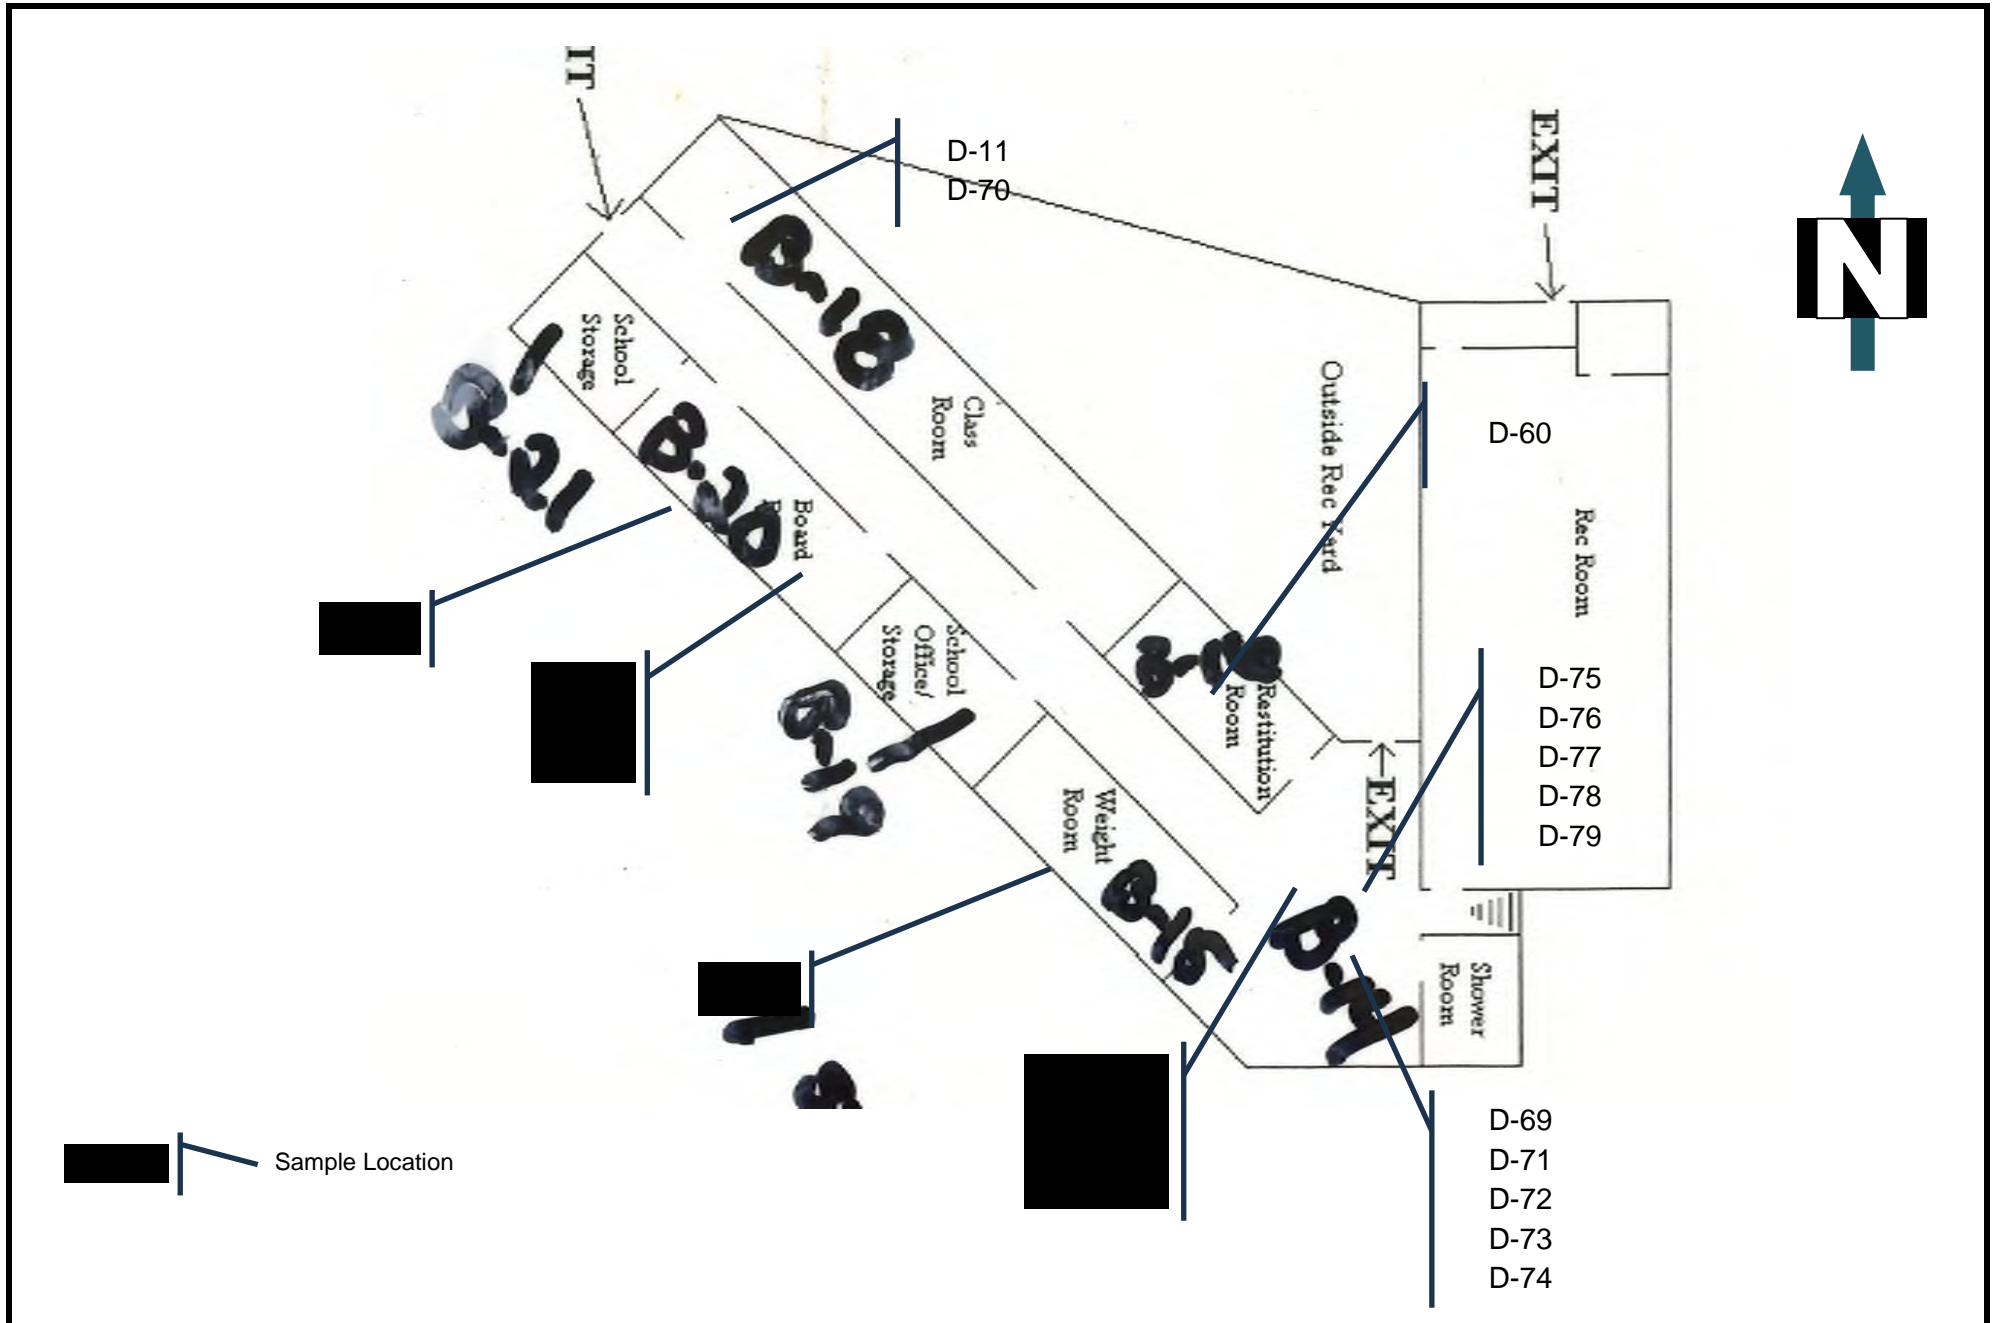 IT
EXIT
D-11
D-70
N
B-18
School
Storage
Class
Room
Outside Rec Yard
D-60
B-21
B-20
Board
Rec Room
School
Office/
Storage
Restitution
Room
B-19
Weight
Room
EXIT
D-75
D-76
D-77
D-78
D-79
B-15
B-14
Shower
Room
D-69
D-71
D-72
D-73
D-74
Sample Location